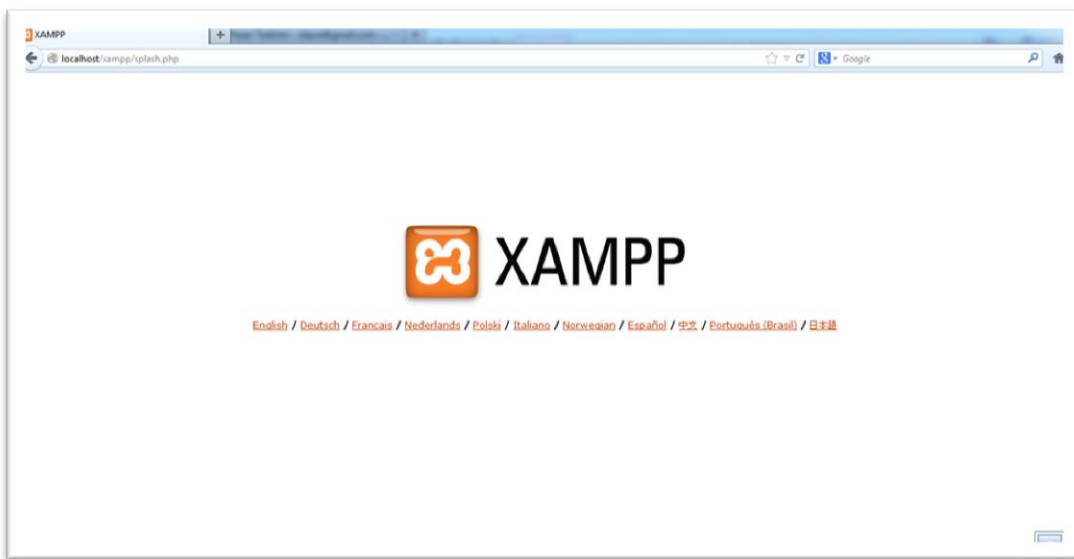 XAMPP
+
localhost/xampp/splash.php
Google
XAMPP
English / Deutsch / Francais / Nederlands / Polski / Italiano / Norwegian / Español / 中文 / Português (Brasil) / 日本語